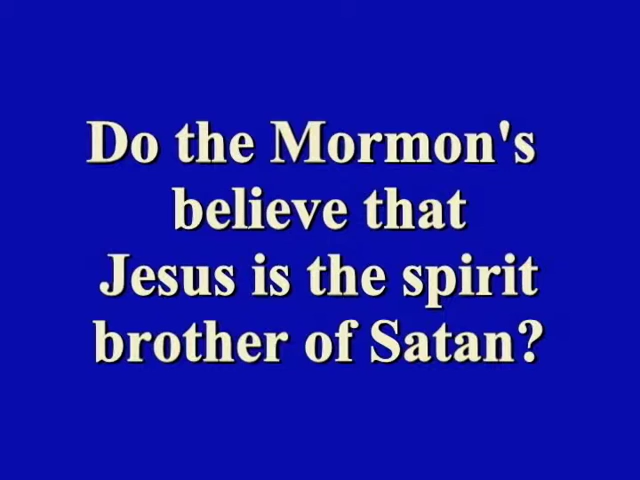 Do the Mormon's
believe that
Jesus is the spirit
brother of Satan?